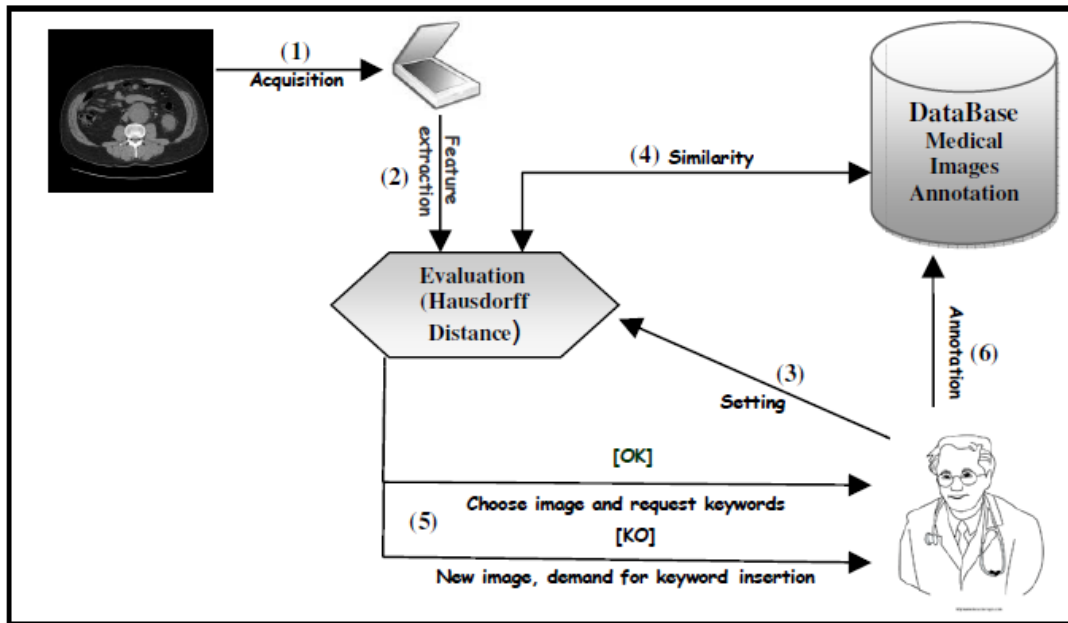 (1)
Acquisition
(2)
Feature
extraction
(4) Similarity
DataBase
Medical
Images
Annotation
Evaluation
(Hausdorff
Distance)
(3)
Setting
Annotation
(6)
[OK]
Choose image and request keywords
(5)
[KO]
New image, demand for keyword insertion